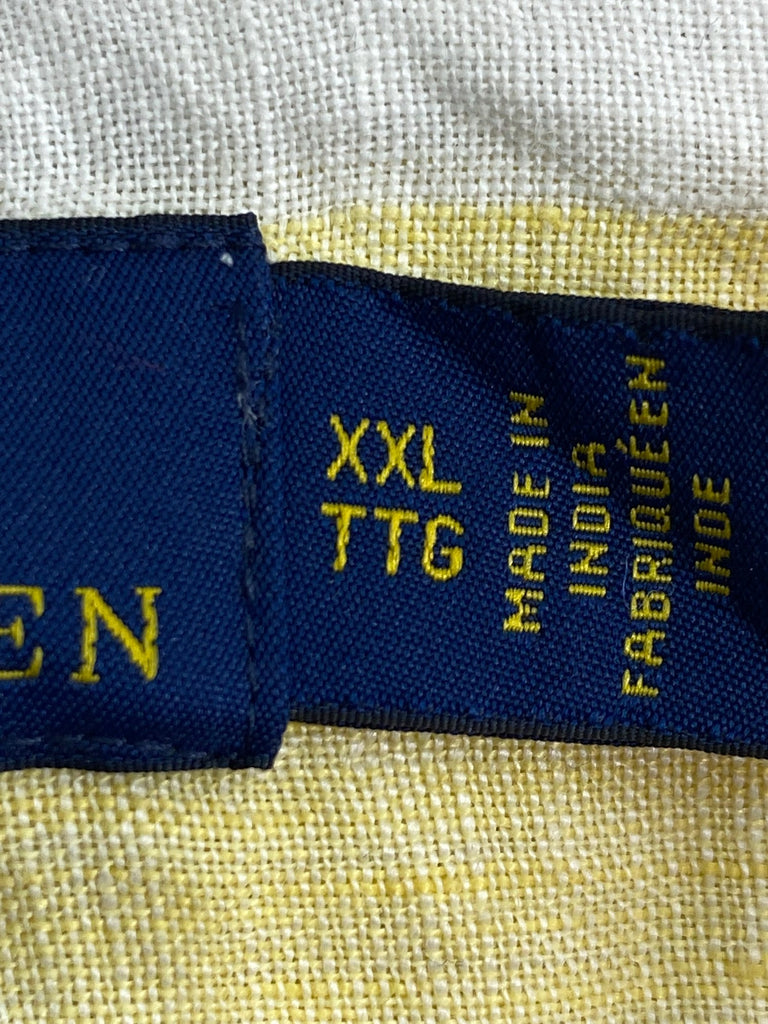 EN
XXL
TTG
MADE IN
INDIA
FABRIQUÉ EN
INDE